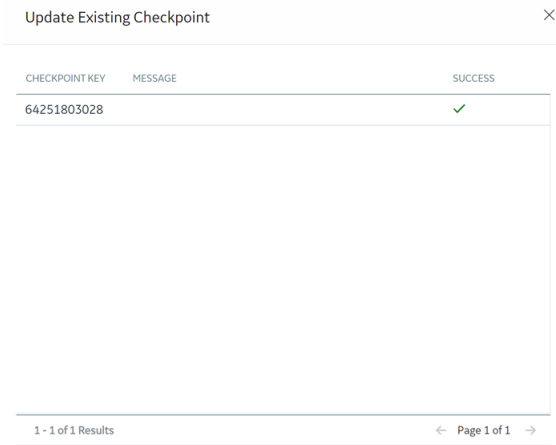 Update Existing Checkpoint
CHECKPOINT KEY MESSAGE SUCCESS
64251803028
1 - 1 of 1 Results Page 1 of 1